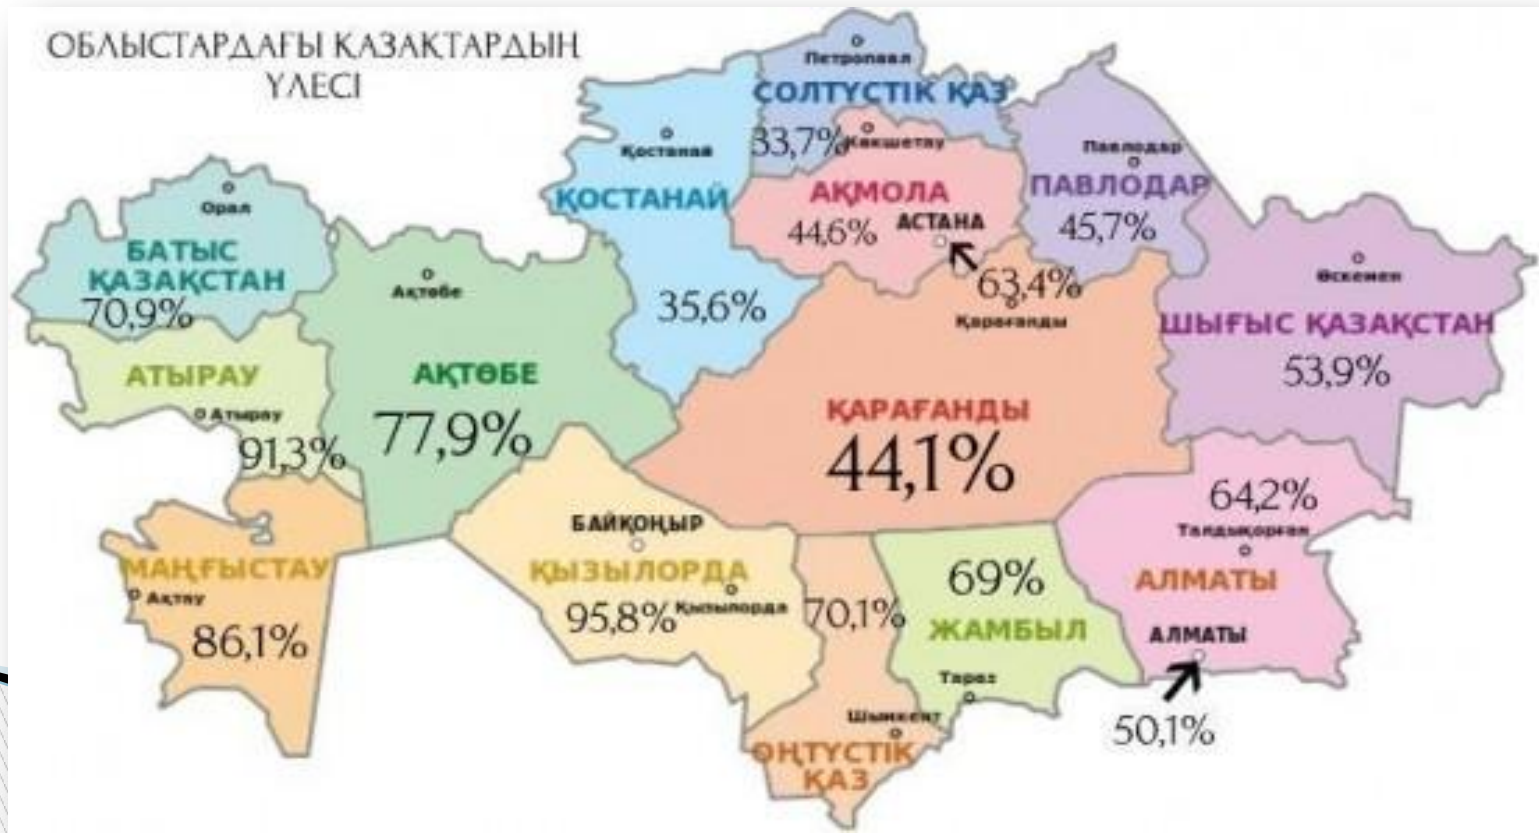 ОБЛЫСТАРДАҒЫ ҚАЗАҚТАРДЫҢ
ҮЛЕСІ
Петропавл
СОЛТҮСТІК ҚАЗ
33,7%
Көкшетау
Қостанай
ҚОСТАНАЙ
35,6%
АҚМОЛА
44,6%
АСТАНА
63,4%
Павлодар
ПАВЛОДАР
45,7%
Орал
БАТЫС
ҚАЗАҚСТАН
70,9%
Ақтөбе
АҚТӨБЕ
77,9%
АТЫРАУ
Атырау
91,3%
Қарағанды
ҚАРАҒАНДЫ
44,1%
Өскемен
ШЫҒЫС ҚАЗАҚСТАН
53,9%
МАҢҒЫСТАУ
Ақтау
86,1%
БАЙҚОҢЫР
ҚЫЗЫЛОРДА
95,8%
Қызылорда
70,1%
Шымкент
ОҢТҮСТІК
ҚАЗ
69%
ЖАМБЫЛ
Тараз
64,2%
Талдықорған
АЛМАТЫ
АЛМАТЫ
50,1%